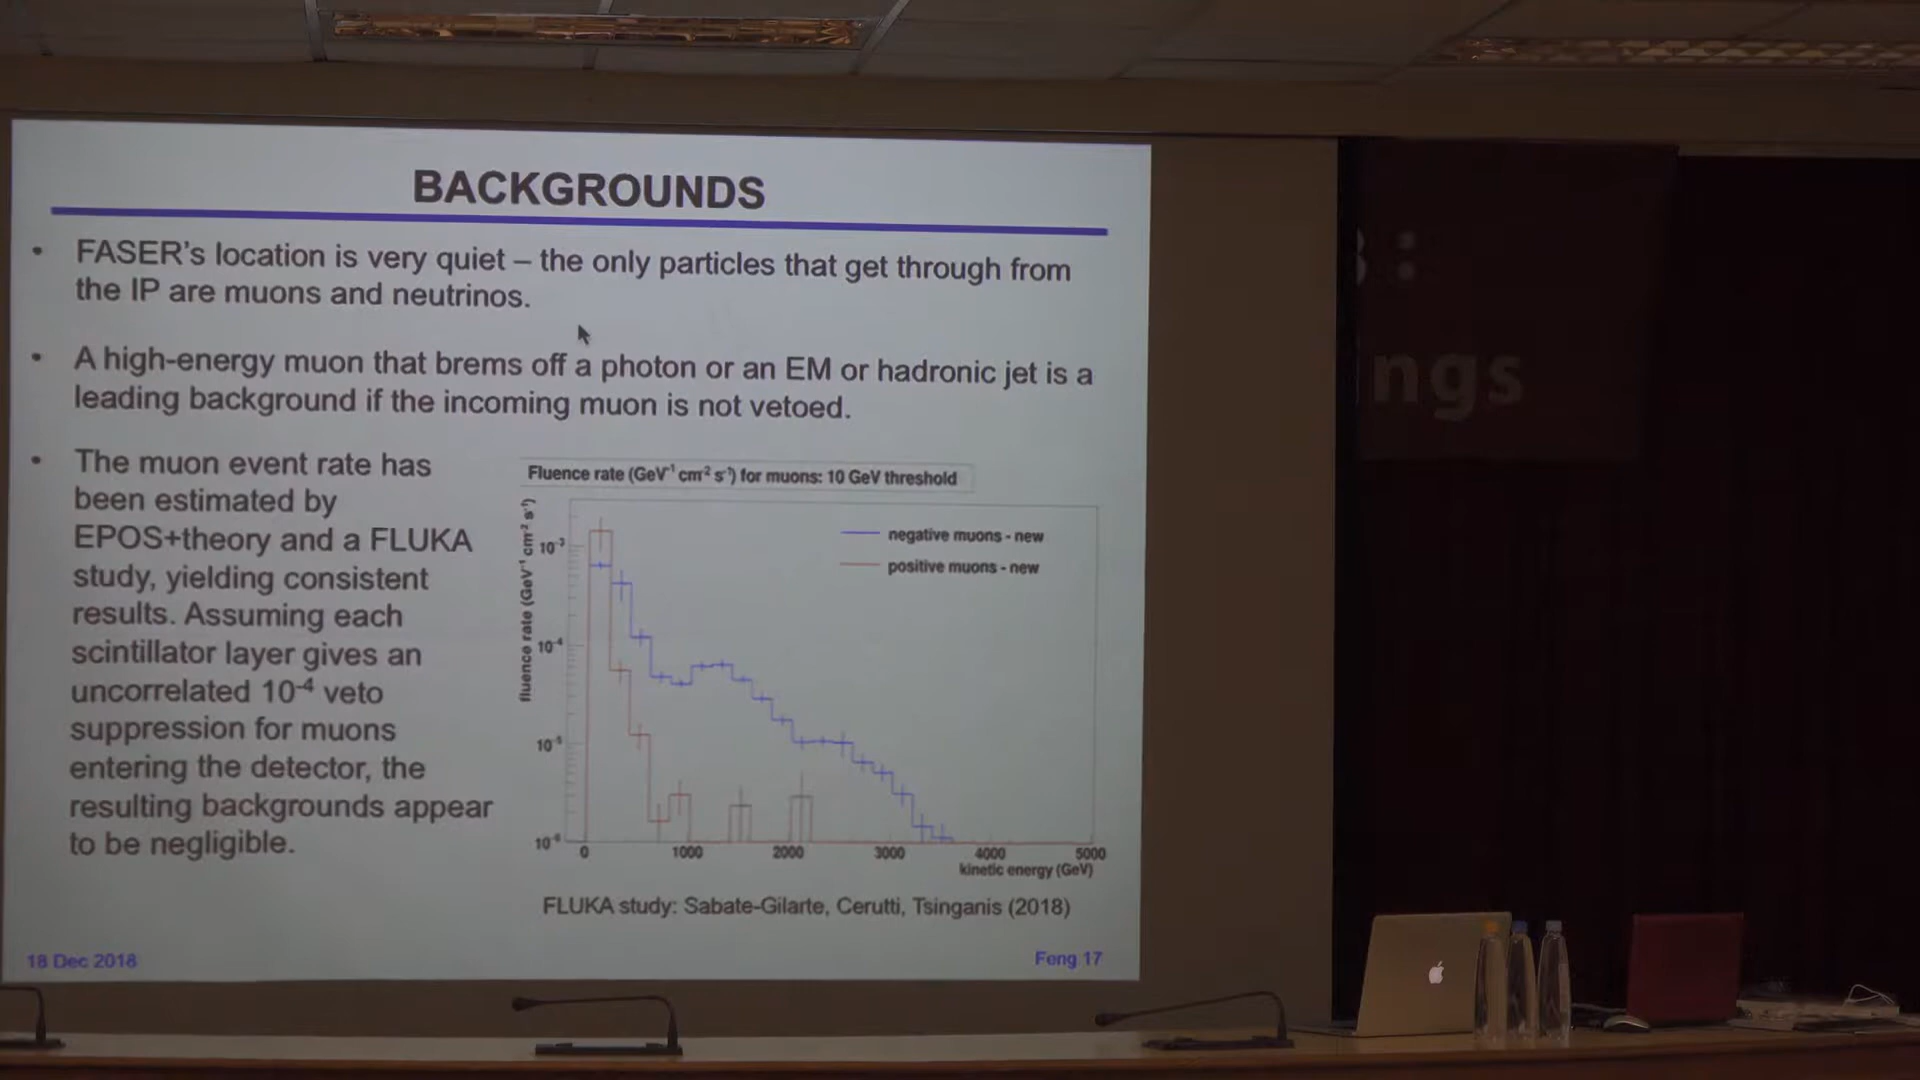 BACKGROUNDS
• FASER's location is very quiet – the only particles that get through from
the IP are muons and neutrinos.
• A high-energy muon that brems off a photon or an EM or hadronic jet is a
leading background if the incoming muon is not vetoed.
• The muon event rate has
been estimated by
EPOS+theory and a FLUKA
study, yielding consistent
results. Assuming each
scintillator layer gives an
uncorrelated 10⁻⁴ veto
suppression for muons
entering the detector, the
resulting backgrounds appear
to be negligible.
Fluence rate (GeV⁻¹ cm² s⁻¹) for muons: 10 GeV threshold
fluence rate (GeV⁻¹ cm² s⁻¹)
negative muons - new
positive muons - new
10⁻³
10⁻⁴
10⁻⁵
10⁻⁶
0 1000 2000 3000 4000 5000
kinetic energy (GeV)
FLUKA study: Sabate-Gilarte, Cerutti, Tsinganis (2018)
18 Dec 2018
Feng 17
ngs